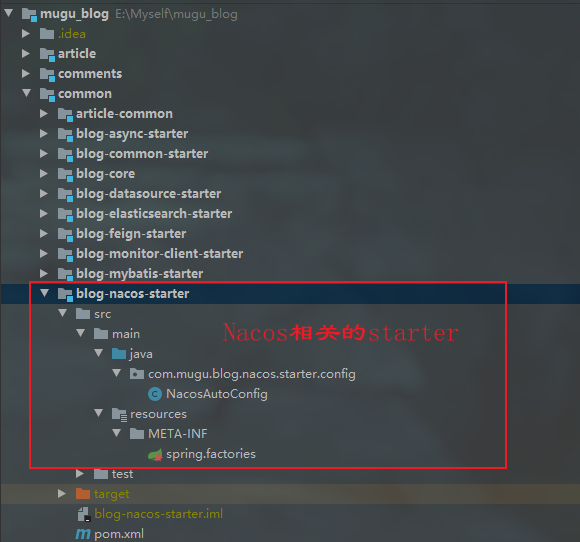 mugu_blog E:\Myself\mugu_blog
.idea
article
comments
common
article-common
blog-async-starter
blog-common-starter
blog-core
blog-datasource-starter
blog-elasticsearch-starter
blog-feign-starter
blog-monitor-client-starter
blog-mybatis-starter
blog-nacos-starter
src
Nacos相关的starter
main
java
com.mugu.blog.nacos.starter.config
C NacosAutoConfig
resources
META-INF
spring.factories
test
target
blog-nacos-starter.iml
m pom.xml